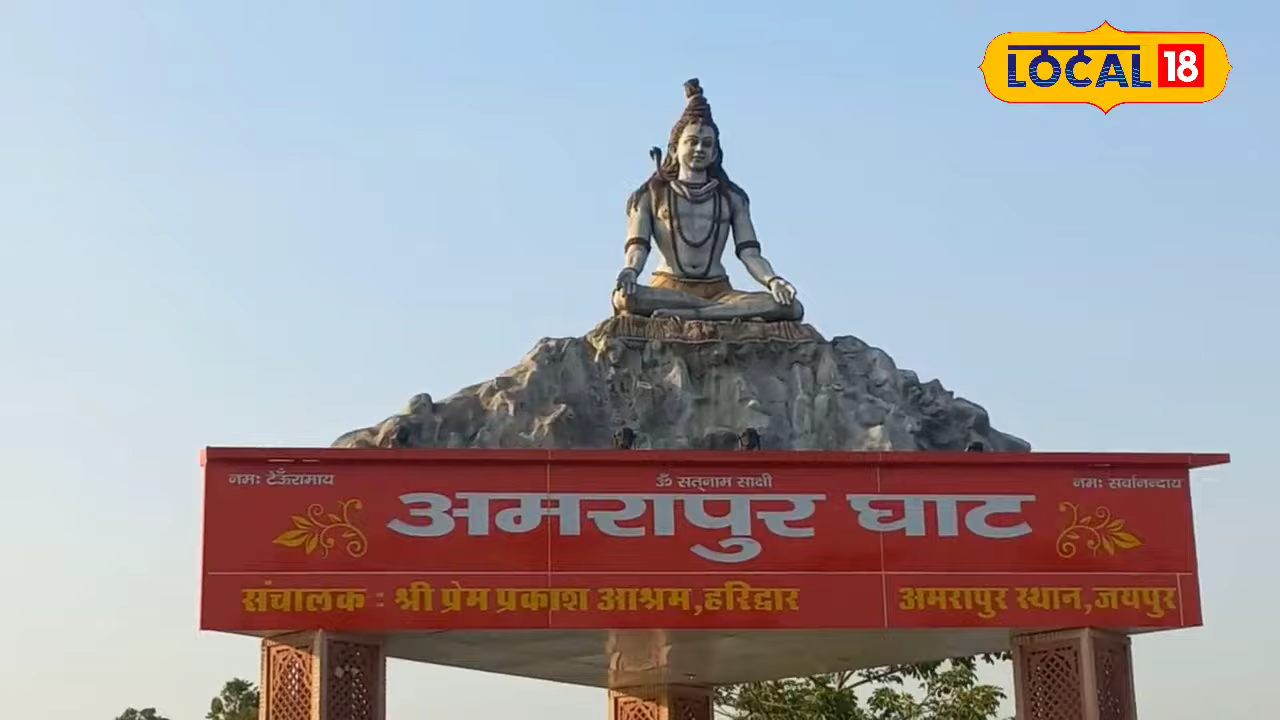 LOCAL 18
नमः टेऊँरामाय
ॐ सत्नाम साक्षी
नमः सर्वानन्दाय
अमरापुर घाट
संचालक : श्री प्रेम प्रकाश आश्रम,हरिद्वार
अमरापुर स्थान,जयपुर